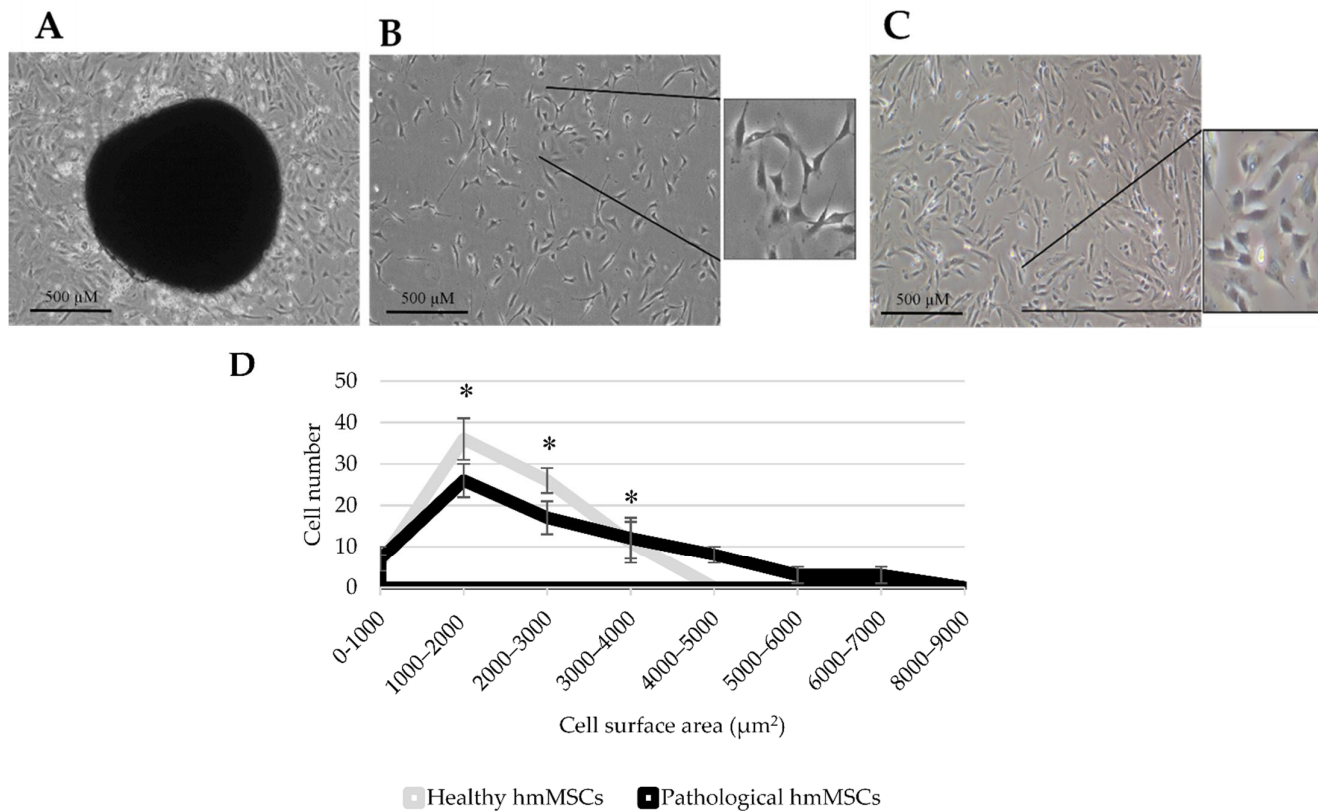 A
B
C
500 µM
500 µM
500 µM
D
50
40
30
20
10
0
Cell number
*
*
*
0-1000
1000–2000
2000–3000
3000–4000
4000–5000
5000–6000
6000–7000
8000–9000
Cell surface area (µm²)
Healthy hmMSCs
Pathological hmMSCs